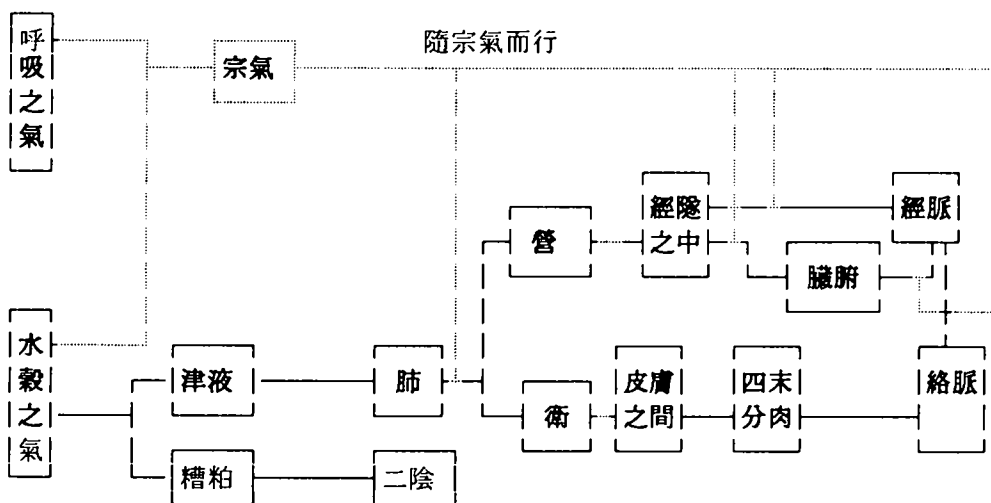 呼吸之氣
宗氣
隨宗氣而行
水穀之氣
津液
糟粕
肺
二陰
營
衛
經隧之中
皮膚之間
臟腑
四末分肉
經脈
絡脈